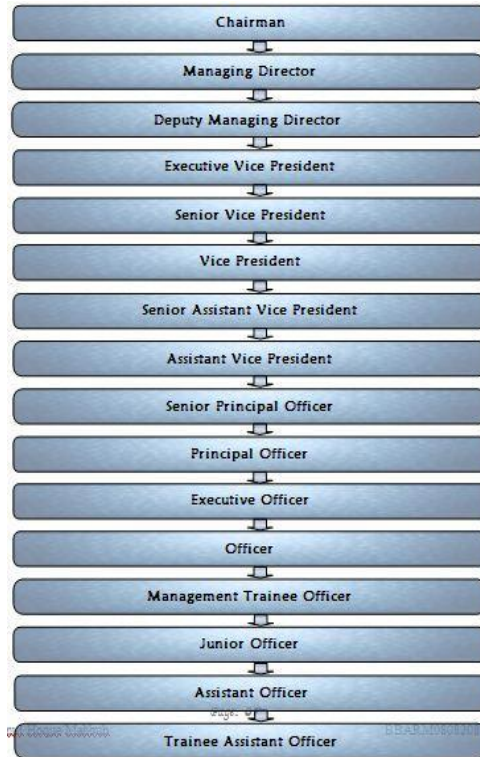 Chairman
Managing Director
Deputy Managing Director
Executive Vice President
Senior Vice President
Vice President
Senior Assistant Vice President
Assistant Vice President
Senior Principal Officer
Principal Officer
Executive Officer
Officer
Management Trainee Officer
Junior Officer
Assistant Officer
Trainee Assistant Officer